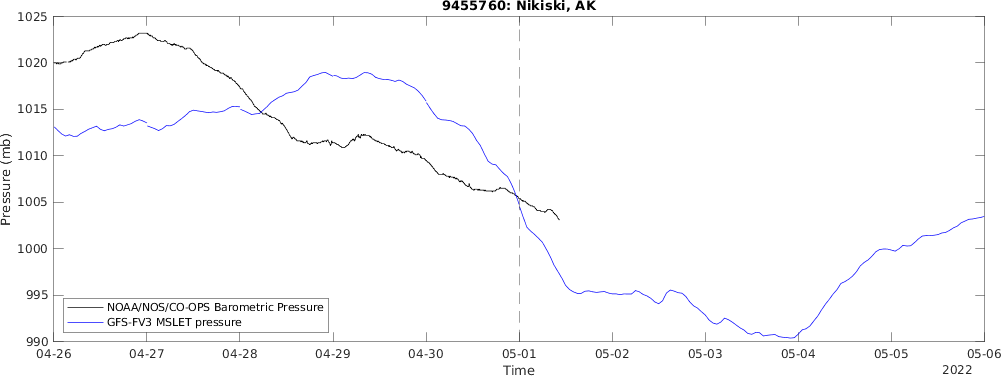 9455760: Nikiski, AK
Pressure (mb)
1025
1020
1015
1010
1005
1000
995
990
NOAA/NOS/CO-OPS Barometric Pressure
GFS-FV3 MSLET pressure
04-26 04-27 04-28 04-29 04-30 05-01 05-02 05-03 05-04 05-05 05-06
Time
2022